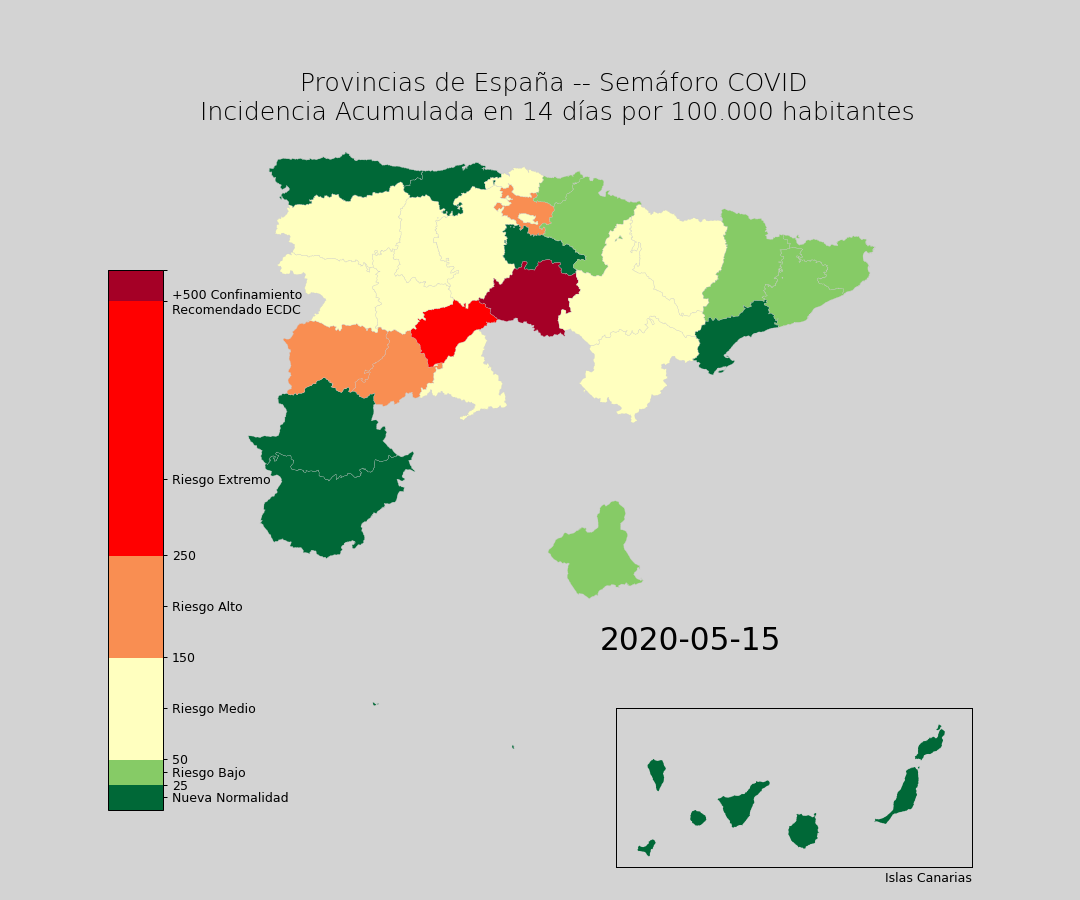 Provincias de España -- Semáforo COVID
Incidencia Acumulada en 14 días por 100.000 habitantes
+500 Confinamiento
Recomendado ECDC
Riesgo Extremo
250
Riesgo Alto
150
Riesgo Medio
50
Riesgo Bajo
25
Nueva Normalidad
2020-05-15
Islas Canarias